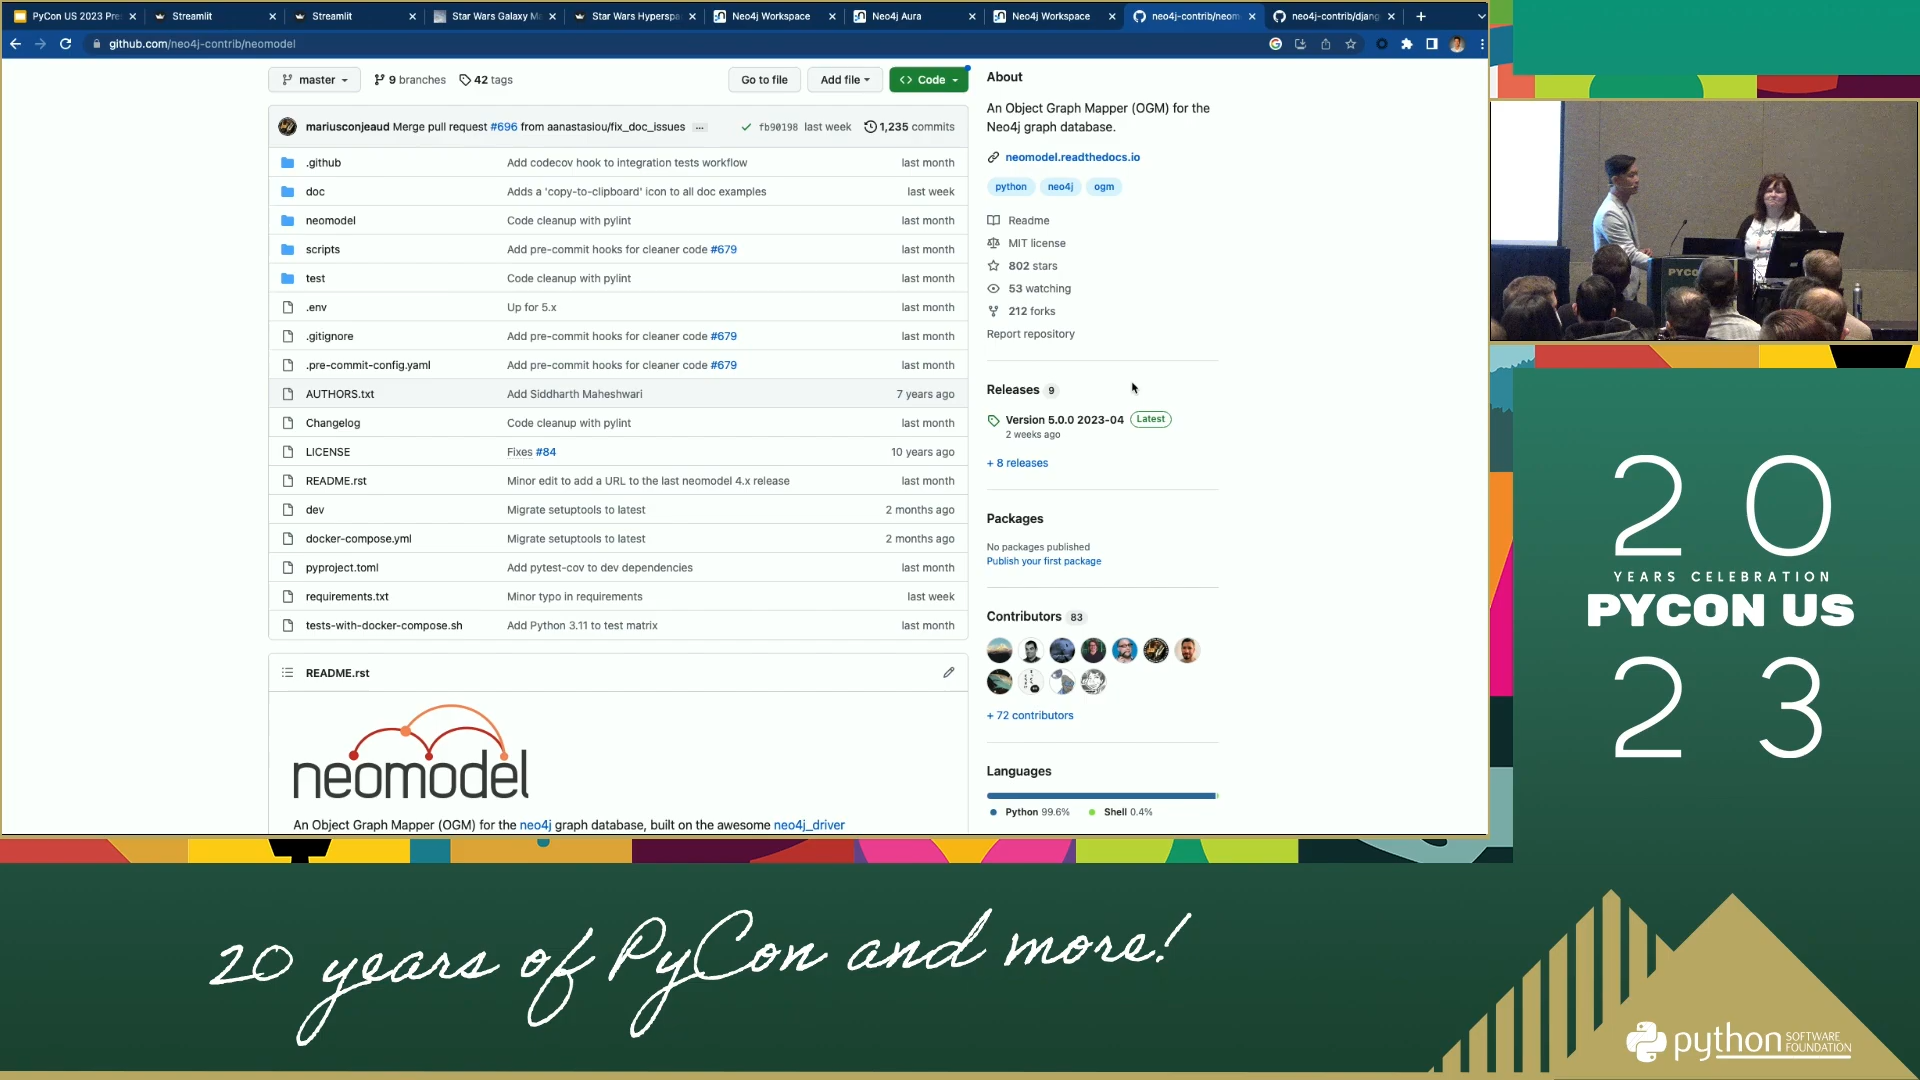 PyCon US 2023 Pre
Streamlit
Streamlit
Star Wars Galaxy Ma
Star Wars Hyperspa
Neo4j Workspace
Neo4j Aura
Neo4j Workspace
neo4j-contrib/neom
neo4j-contrib/djang
github.com/neo4j-contrib/neomodel
master
9 branches
42 tags
Go to file
Add file
Code
mariusconjeaud Merge pull request #696 from aanastasiou/fix_doc_issues
fb90198 last week
1,235 commits
.github Add codecov hook to integration tests workflow last month
doc Adds a 'copy-to-clipboard' icon to all doc examples last week
neomodel Code cleanup with pylint last month
scripts Add pre-commit hooks for cleaner code #679 last month
test Code cleanup with pylint last month
.env Up for 5.x last month
.gitignore Add pre-commit hooks for cleaner code #679 last month
.pre-commit-config.yaml Add pre-commit hooks for cleaner code #679 last month
AUTHORS.txt Add Siddharth Maheshwari 7 years ago
Changelog Code cleanup with pylint last month
LICENSE Fixes #84 10 years ago
README.rst Minor edit to add a URL to the last neomodel 4.x release last month
dev Migrate setuptools to latest 2 months ago
docker-compose.yml Migrate setuptools to latest 2 months ago
pyproject.toml Add pytest-cov to dev dependencies last month
requirements.txt Minor typo in requirements last week
tests-with-docker-compose.sh Add Python 3.11 to test matrix last month
README.rst
neomodel
An Object Graph Mapper (OGM) for the neo4j graph database, built on the awesome neo4j_driver
About
An Object Graph Mapper (OGM) for the
Neo4j graph database.
neomodel.readthedocs.io
python neo4j ogm
Readme
MIT license
802 stars
53 watching
212 forks
Report repository
Releases 9
Version 5.0.0 2023-04 Latest
2 weeks ago
+ 8 releases
Packages
No packages published
Publish your first package
Contributors 83
+ 72 contributors
Languages
Python 99.6% Shell 0.4%
PYCO
20
YEARS CELEBRATION
PYCON US
23
20 years of PyCon and more!
python SOFTWARE
FOUNDATION